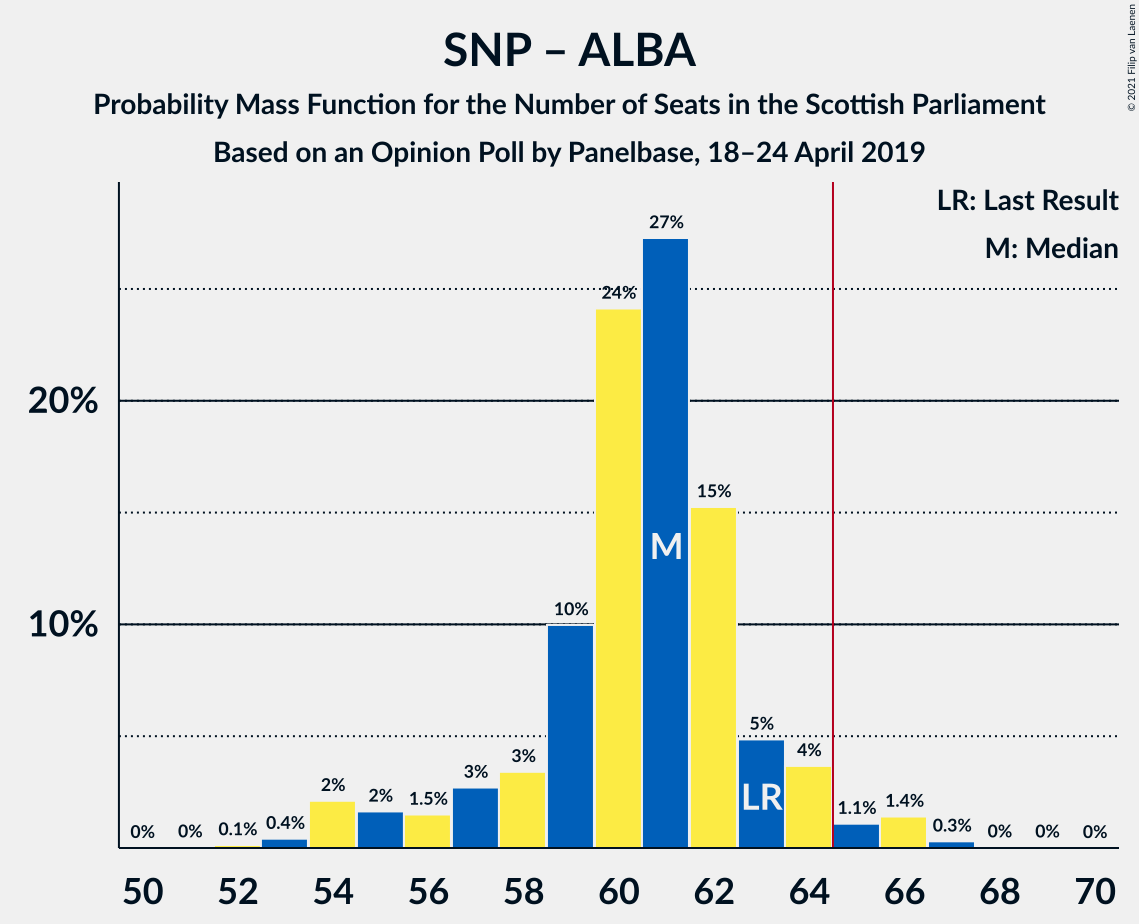 SNP – ALBA
Probability Mass Function for the Number of Seats in the Scottish Parliament
Based on an Opinion Poll by Panelbase, 18–24 April 2019
© 2021 Filip van Laenen
LR: Last Result
M: Median
27%
24%
20%
15%
M
10%
10%
5%
4%
3%
3%
LR
2%
2%
1.5%
1.4%
1.1%
0.4%
0.3%
0.1%
0%
0%
0%
0%
0%
50 52 54 56 58 60 62 64 66 68 70